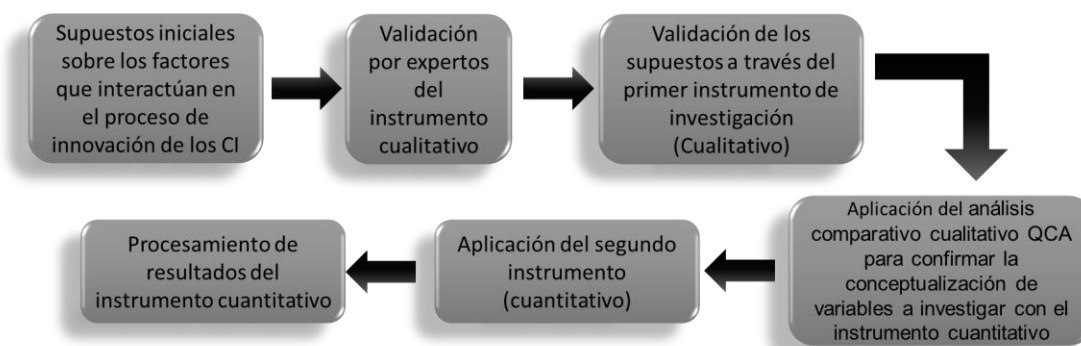 Supuestos iniciales
sobre los factores
que interactúan en
el proceso de
innovación de los CI
Validación
por expertos
del
instrumento
cualitativo
Validación de los
supuestos a través del
primer instrumento de
investigación
(Cualitativo)
Aplicación del análisis
comparativo cualitativo QCA
para confirmar la
conceptualización de
variables a investigar con el
instrumento cuantitativo
Aplicación del segundo
instrumento
(cuantitativo)
Procesamiento de
resultados del
instrumento cuantitativo